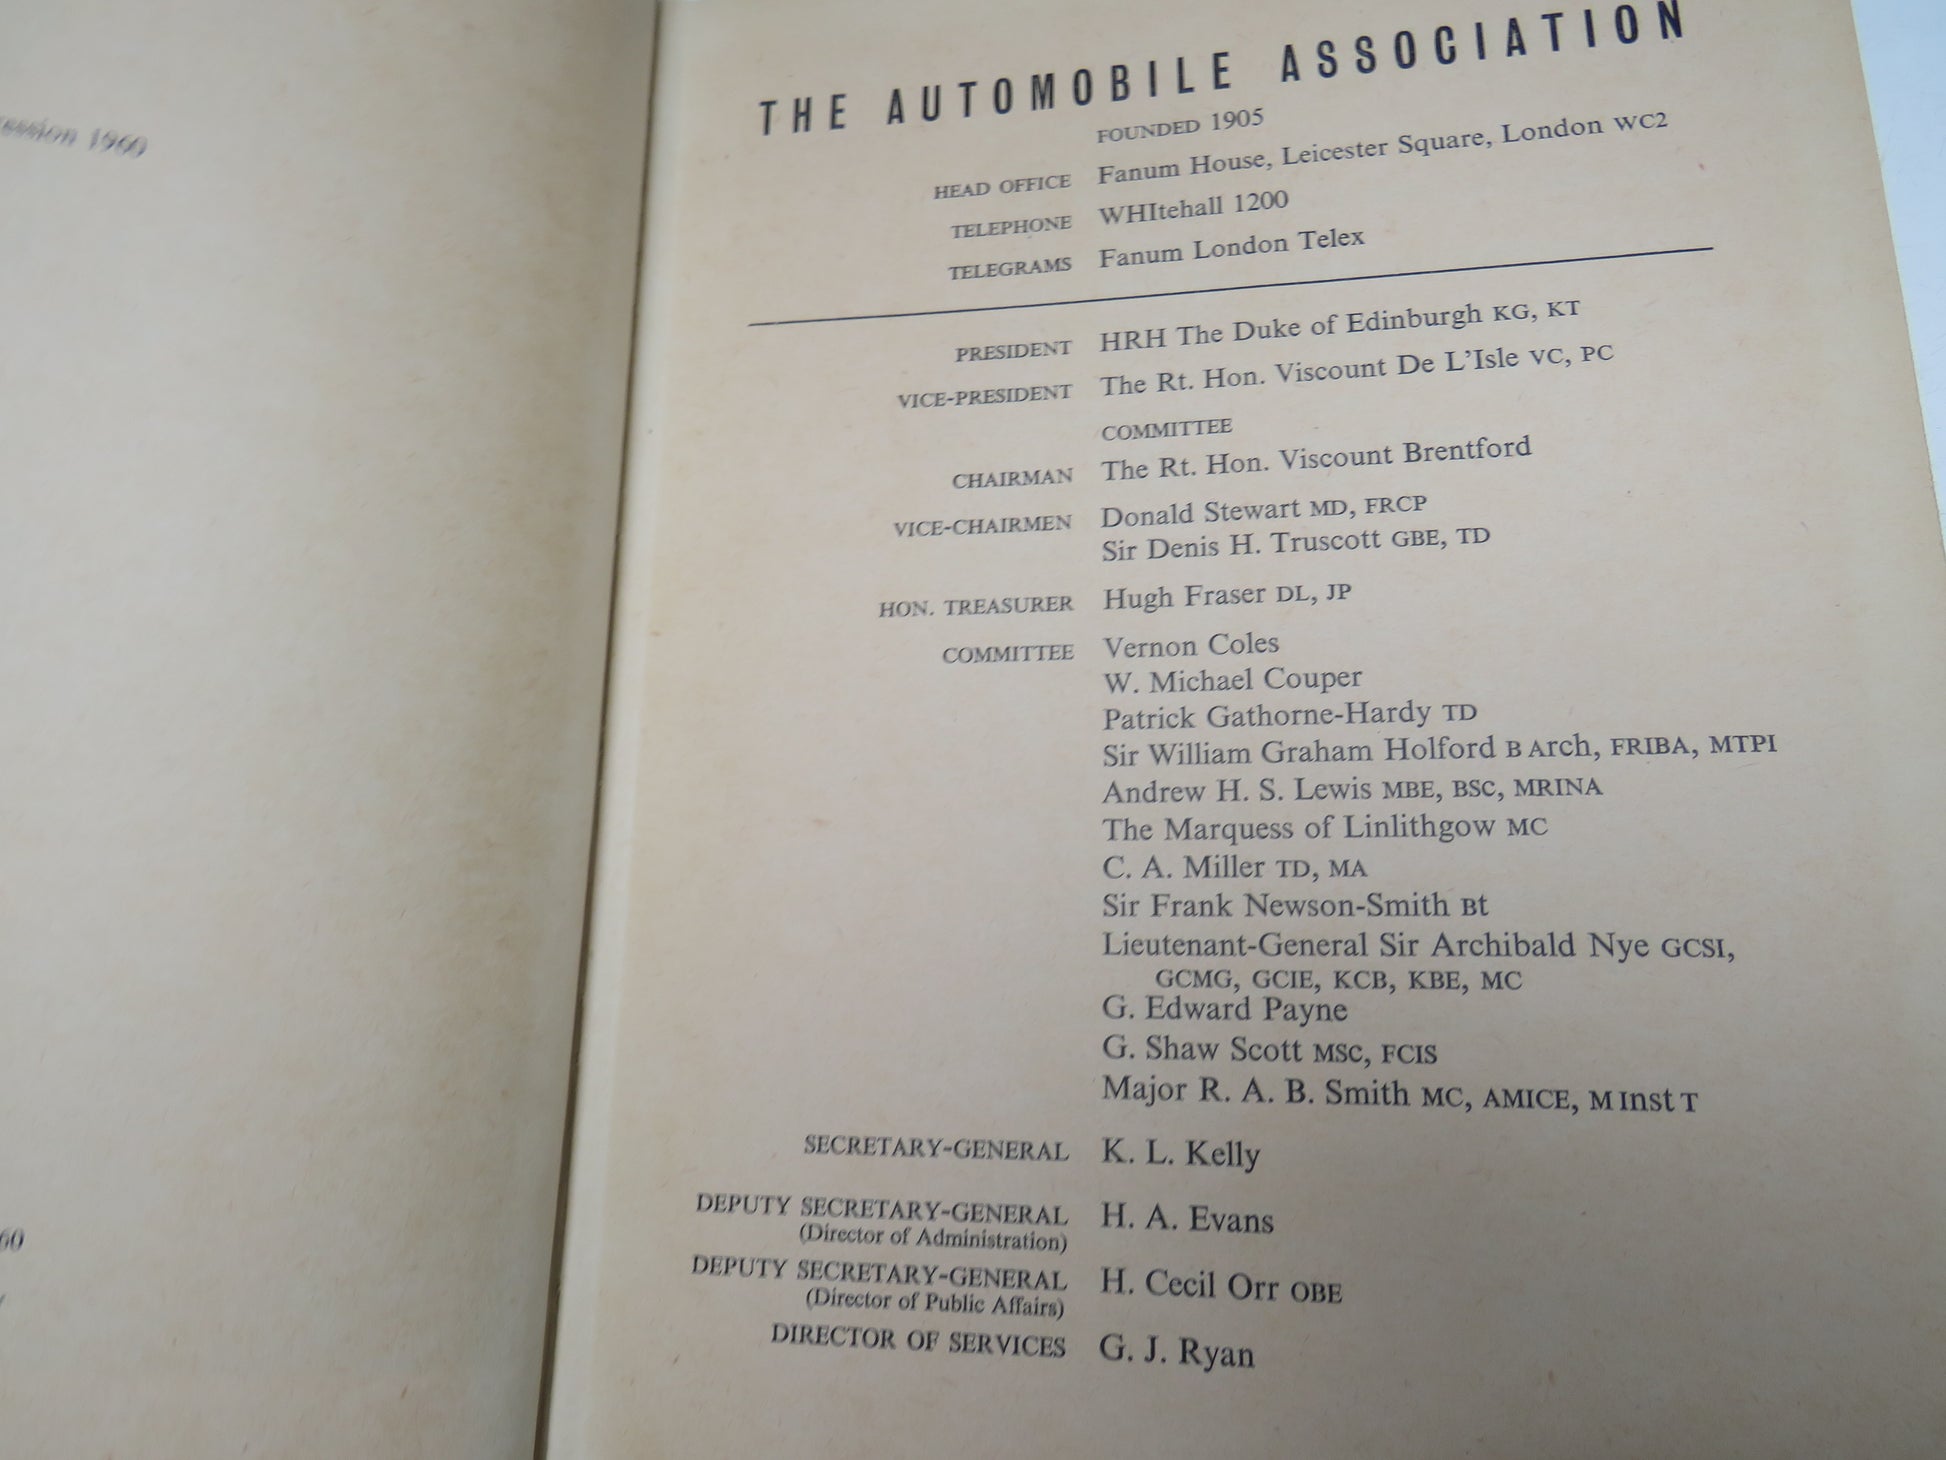 1960
60
THE AUTOMOBILE ASSOCIATION
FOUNDED 1905
HEAD OFFICE Fanum House, Leicester Square, London WC2
TELEPHONE WHItehall 1200
TELEGRAMS Fanum London Telex
PRESIDENT HRH The Duke of Edinburgh KG, KT
VICE-PRESIDENT The Rt. Hon. Viscount De L'Isle VC, PC
COMMITTEE
CHAIRMAN The Rt. Hon. Viscount Brentford
VICE-CHAIRMEN Donald Stewart MD, FRCP
Sir Denis H. Truscott GBE, TD
HON. TREASURER Hugh Fraser DL, JP
COMMITTEE Vernon Coles
W. Michael Couper
Patrick Gathorne-Hardy TD
Sir William Graham Holford B Arch, FRIBA, MTPI
Andrew H. S. Lewis MBE, BSC, MRINA
The Marquess of Linlithgow MC
C. A. Miller TD, MA
Sir Frank Newson-Smith Bt
Lieutenant-General Sir Archibald Nye GCSI,
GCMG, GCIE, KCB, KBE, MC
G. Edward Payne
G. Shaw Scott MSC, FCIS
Major R. A. B. Smith MC, AMICE, M Inst T
SECRETARY-GENERAL K. L. Kelly
DEPUTY SECRETARY-GENERAL H. A. Evans
(Director of Administration)
DEPUTY SECRETARY-GENERAL H. Cecil Orr OBE
(Director of Public Affairs)
DIRECTOR OF SERVICES G. J. Ryan